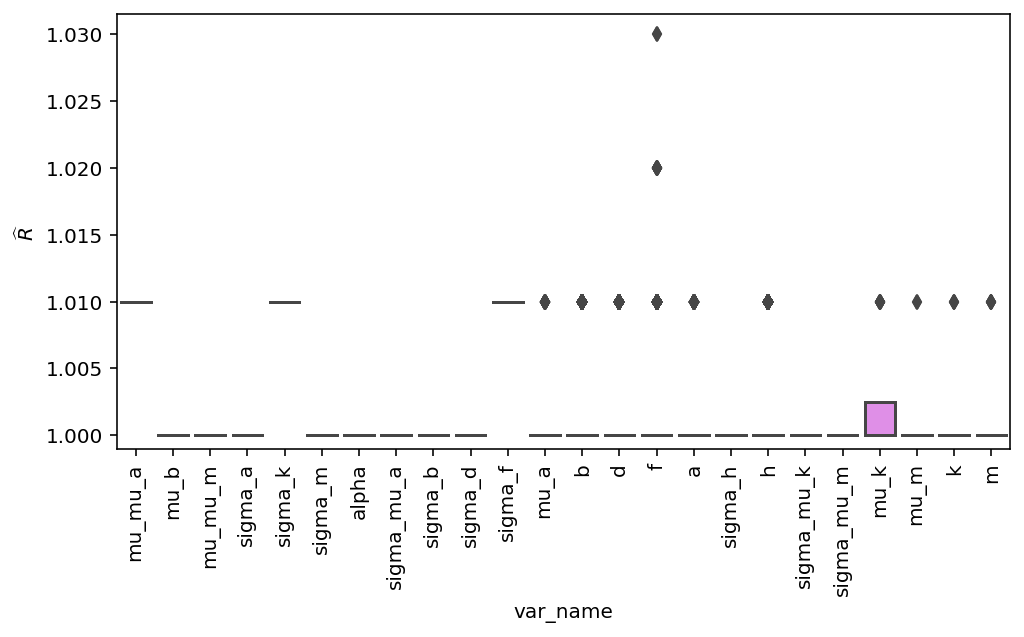 1.030
1.025
1.020
1.015
1.010
1.005
1.000
R̂
mu_mu_a
mu_b
mu_mu_m
sigma_a
sigma_k
sigma_m
alpha
sigma_mu_a
sigma_b
sigma_d
sigma_f
mu_a
b
d
f
a
sigma_h
h
sigma_mu_k
sigma_mu_m
mu_k
mu_m
k
m
var_name